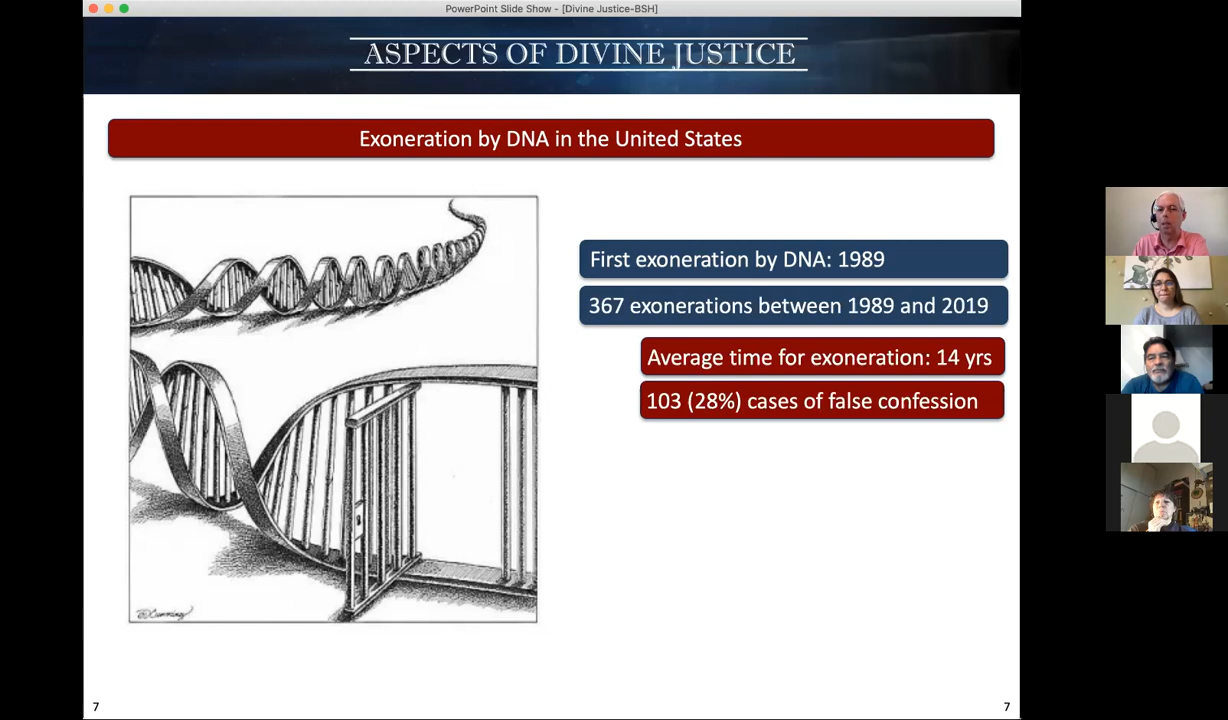 PowerPoint Slide Show - [Divine Justice-BSH]
ASPECTS OF DIVINE JUSTICE
Exoneration by DNA in the United States
First exoneration by DNA: 1989
367 exonerations between 1989 and 2019
Average time for exoneration: 14 yrs
103 (28%) cases of false confession
7
7